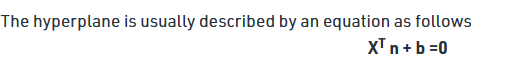 The hyperplane is usually described by an equation as follows
Xᵀ n + b =0